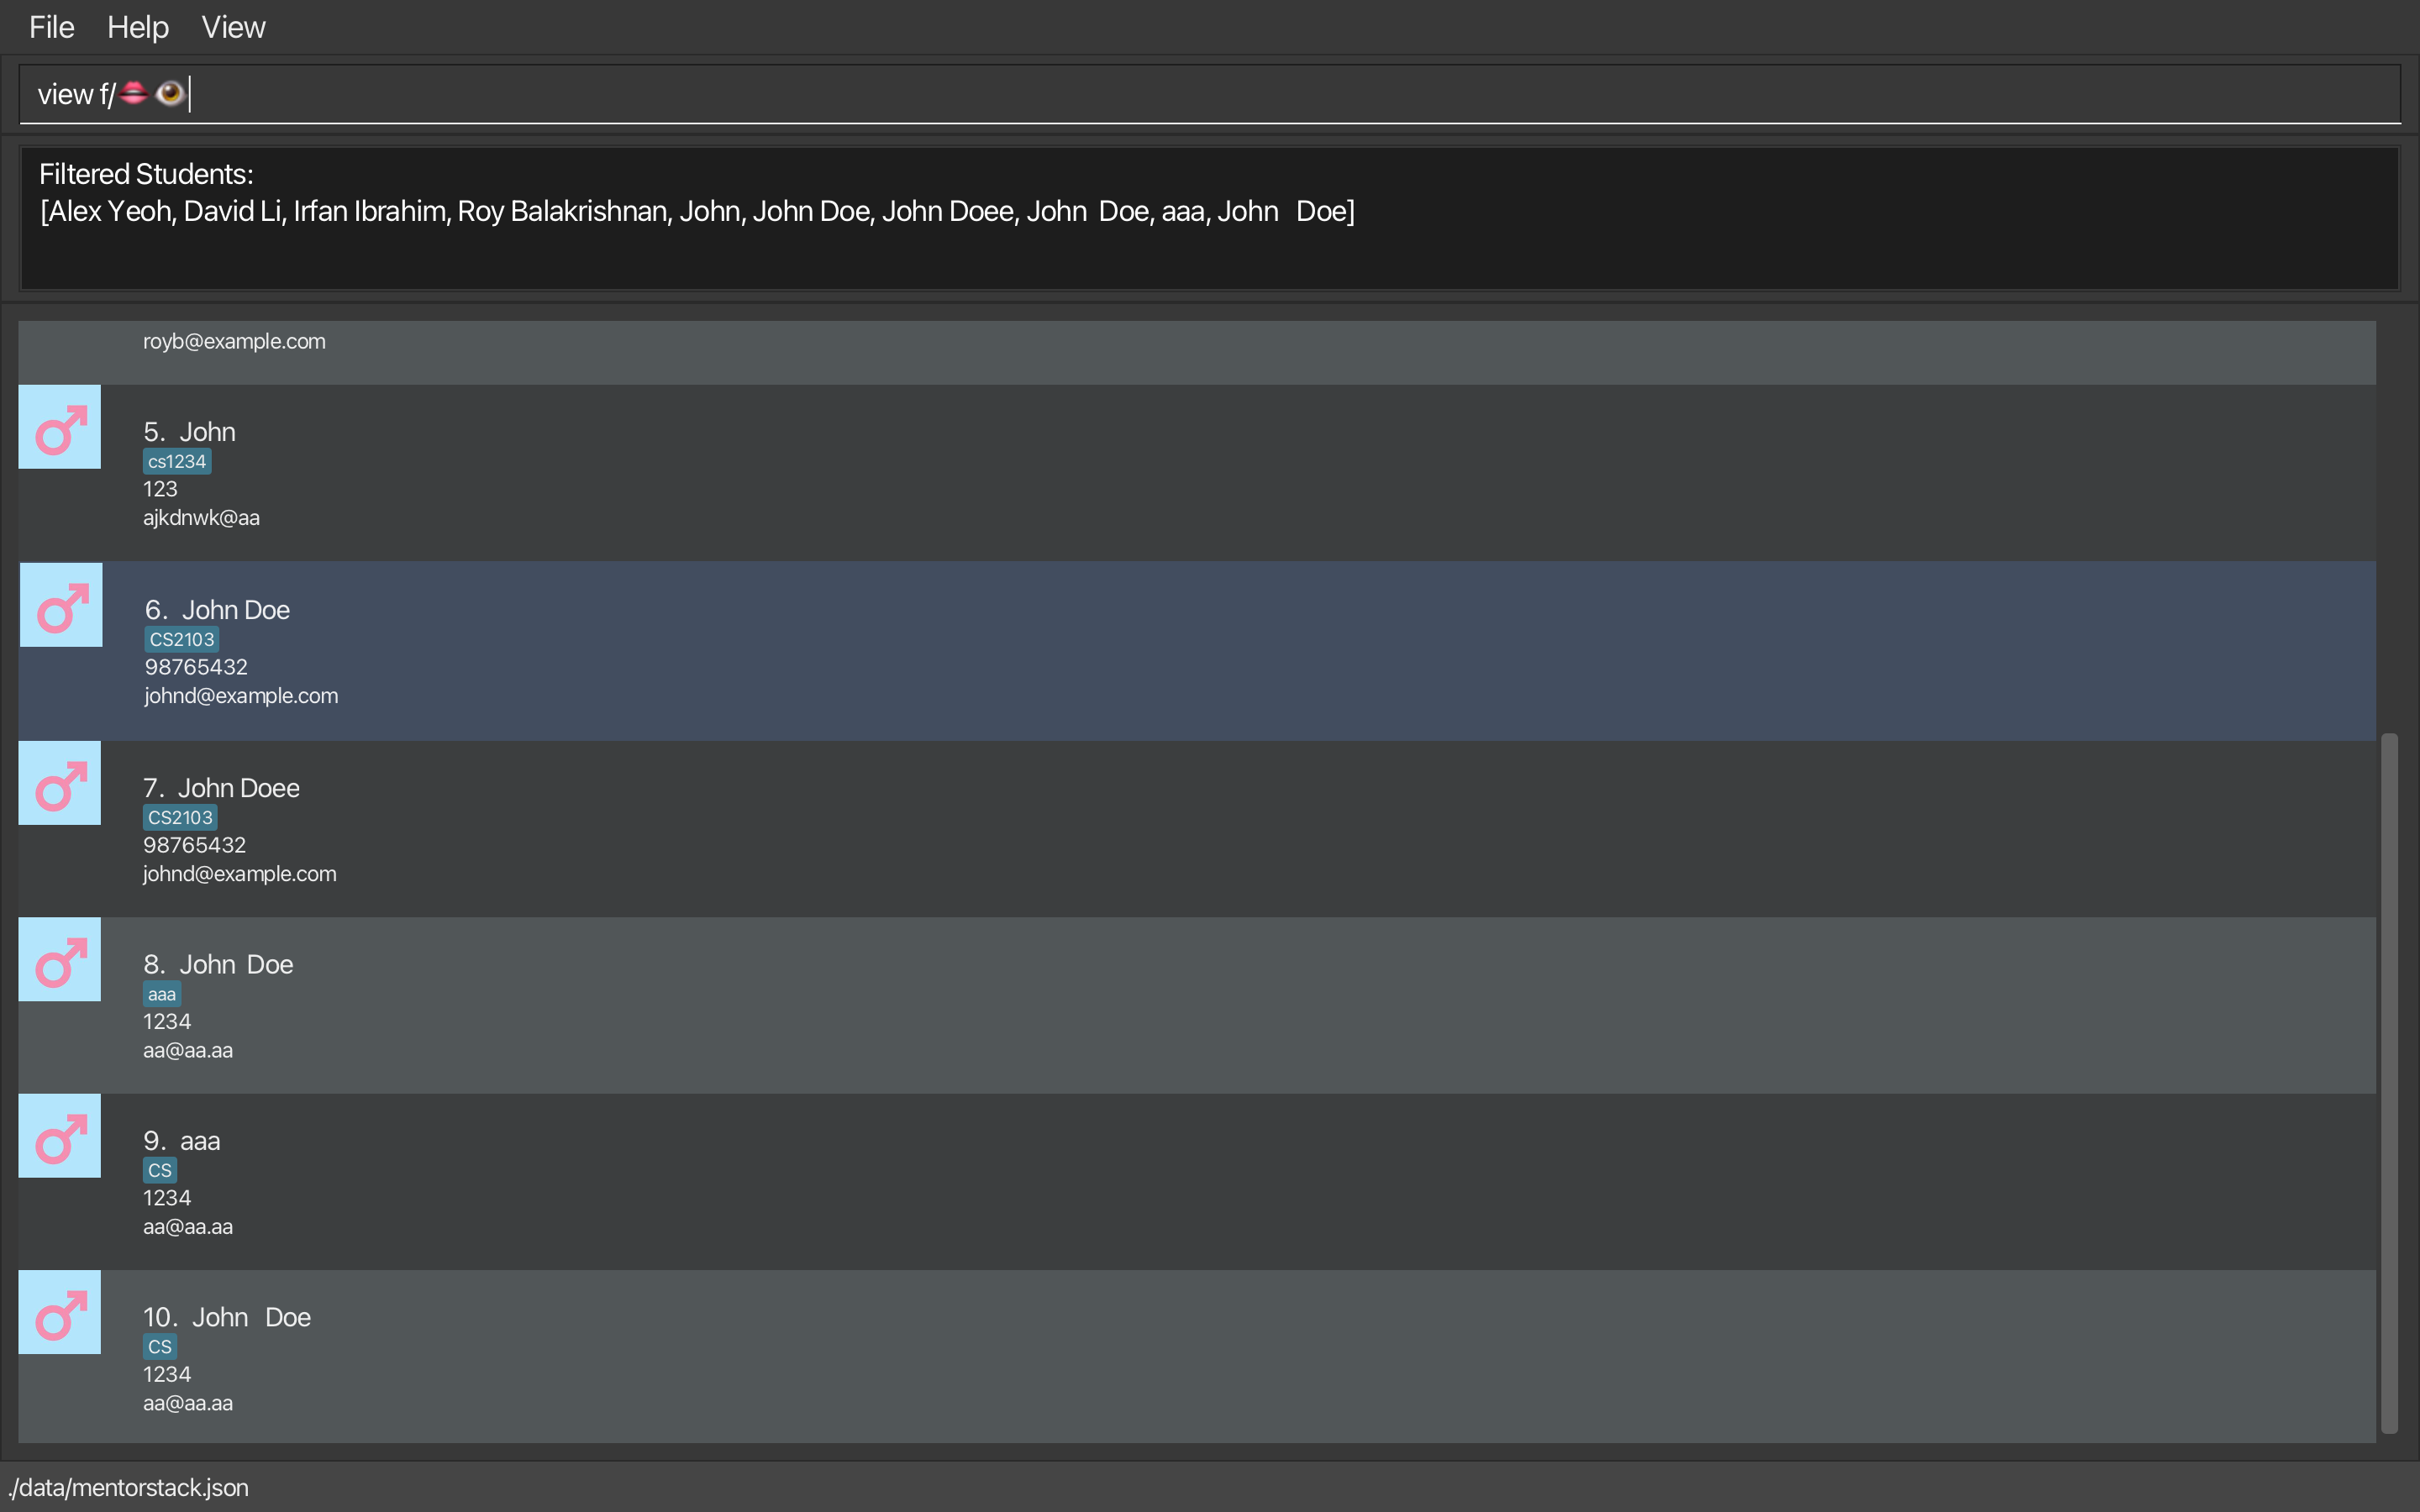 File Help View
view f/👄👁
Filtered Students:
[Alex Yeoh, David Li, Irfan Ibrahim, Roy Balakrishnan, John, John Doe, John Doee, John  Doe, aaa, John   Doe]
royb@example.com
5. John
cs1234
123
ajkdnwk@aa
6. John Doe
CS2103
98765432
johnd@example.com
7. John Doee
CS2103
98765432
johnd@example.com
8. John  Doe
aaa
1234
aa@aa.aa
9. aaa
CS
1234
aa@aa.aa
10. John   Doe
CS
1234
aa@aa.aa
./data/mentorstack.json